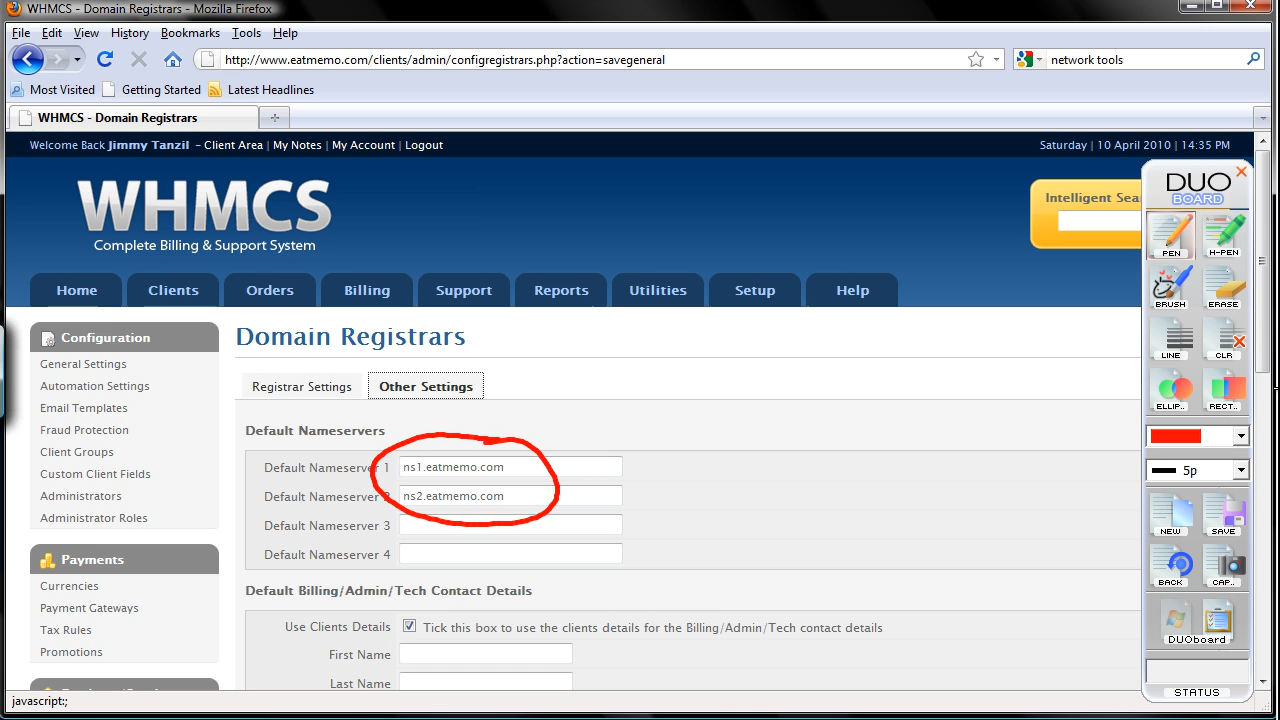 WHMCS - Domain Registrars - Mozilla Firefox
File Edit View History Bookmarks Tools Help
http://www.eatmemo.com/clients/admin/configregistrars.php?action=savegeneral
network tools
Most Visited Getting Started Latest Headlines
WHMCS - Domain Registrars
Welcome Back Jimmy Tanzil - Client Area | My Notes | My Account | Logout
Saturday | 10 April 2010 | 14:35 PM
WHMCS
Complete Billing & Support System
Intelligent Sea
Home Clients Orders Billing Support Reports Utilities Setup Help
Configuration
General Settings
Automation Settings
Email Templates
Fraud Protection
Client Groups
Custom Client Fields
Administrators
Administrator Roles
Payments
Currencies
Payment Gateways
Tax Rules
Promotions
Domain Registrars
Registrar Settings Other Settings
Default Nameservers
Default Nameserver 1 ns1.eatmemo.com
Default Nameserver 2 ns2.eatmemo.com
Default Nameserver 3
Default Nameserver 4
Default Billing/Admin/Tech Contact Details
Use Clients Details Tick this box to use the clients details for the Billing/Admin/Tech contact details
First Name
Last Name
DUO
BOARD
PEN H-PEN
BRUSH ERASE
LINE CLR
ELLIP.. RECT..
5p
NEW SAVE
BACK CAP..
DUOboard
STATUS
javascript:;